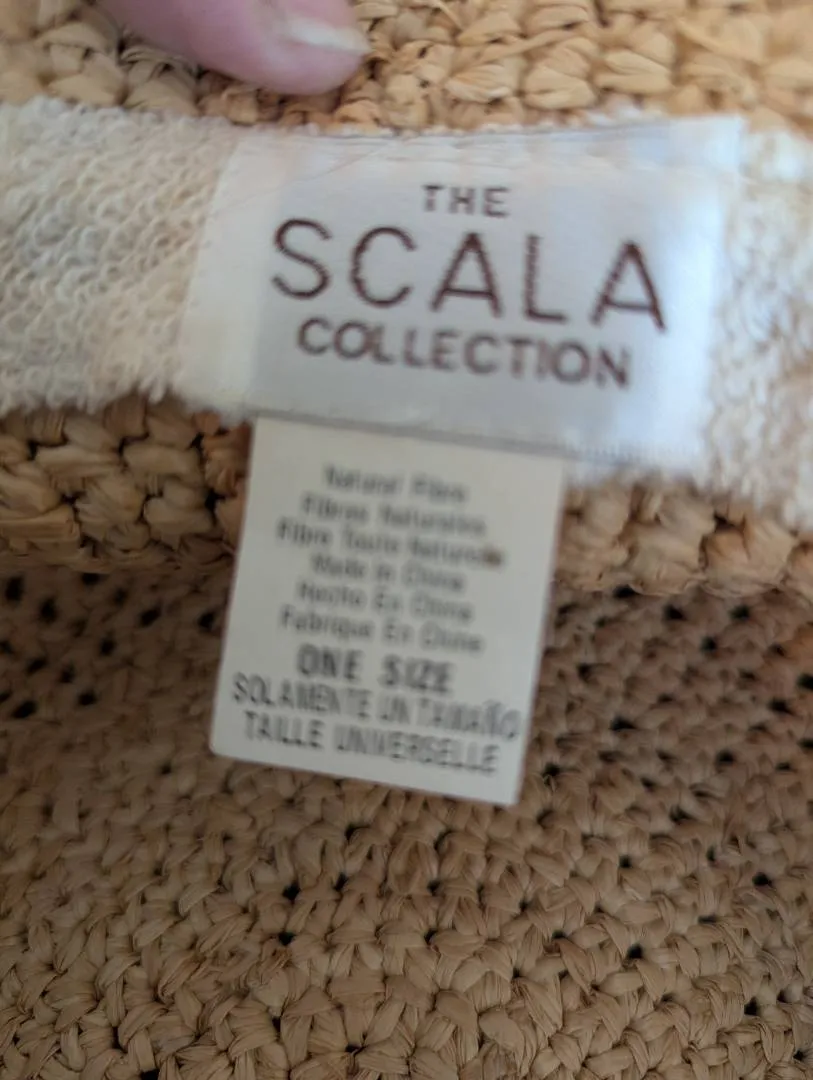 THE
SCALA
COLLECTION
Natural Fibre
Fibras Naturales
Fibre Toute Naturelle
Made In China
Hecho En China
Fabrique En Chine
ONE SIZE
SOLAMENTE UN TAMAÑO
TAILLE UNIVERSELLE